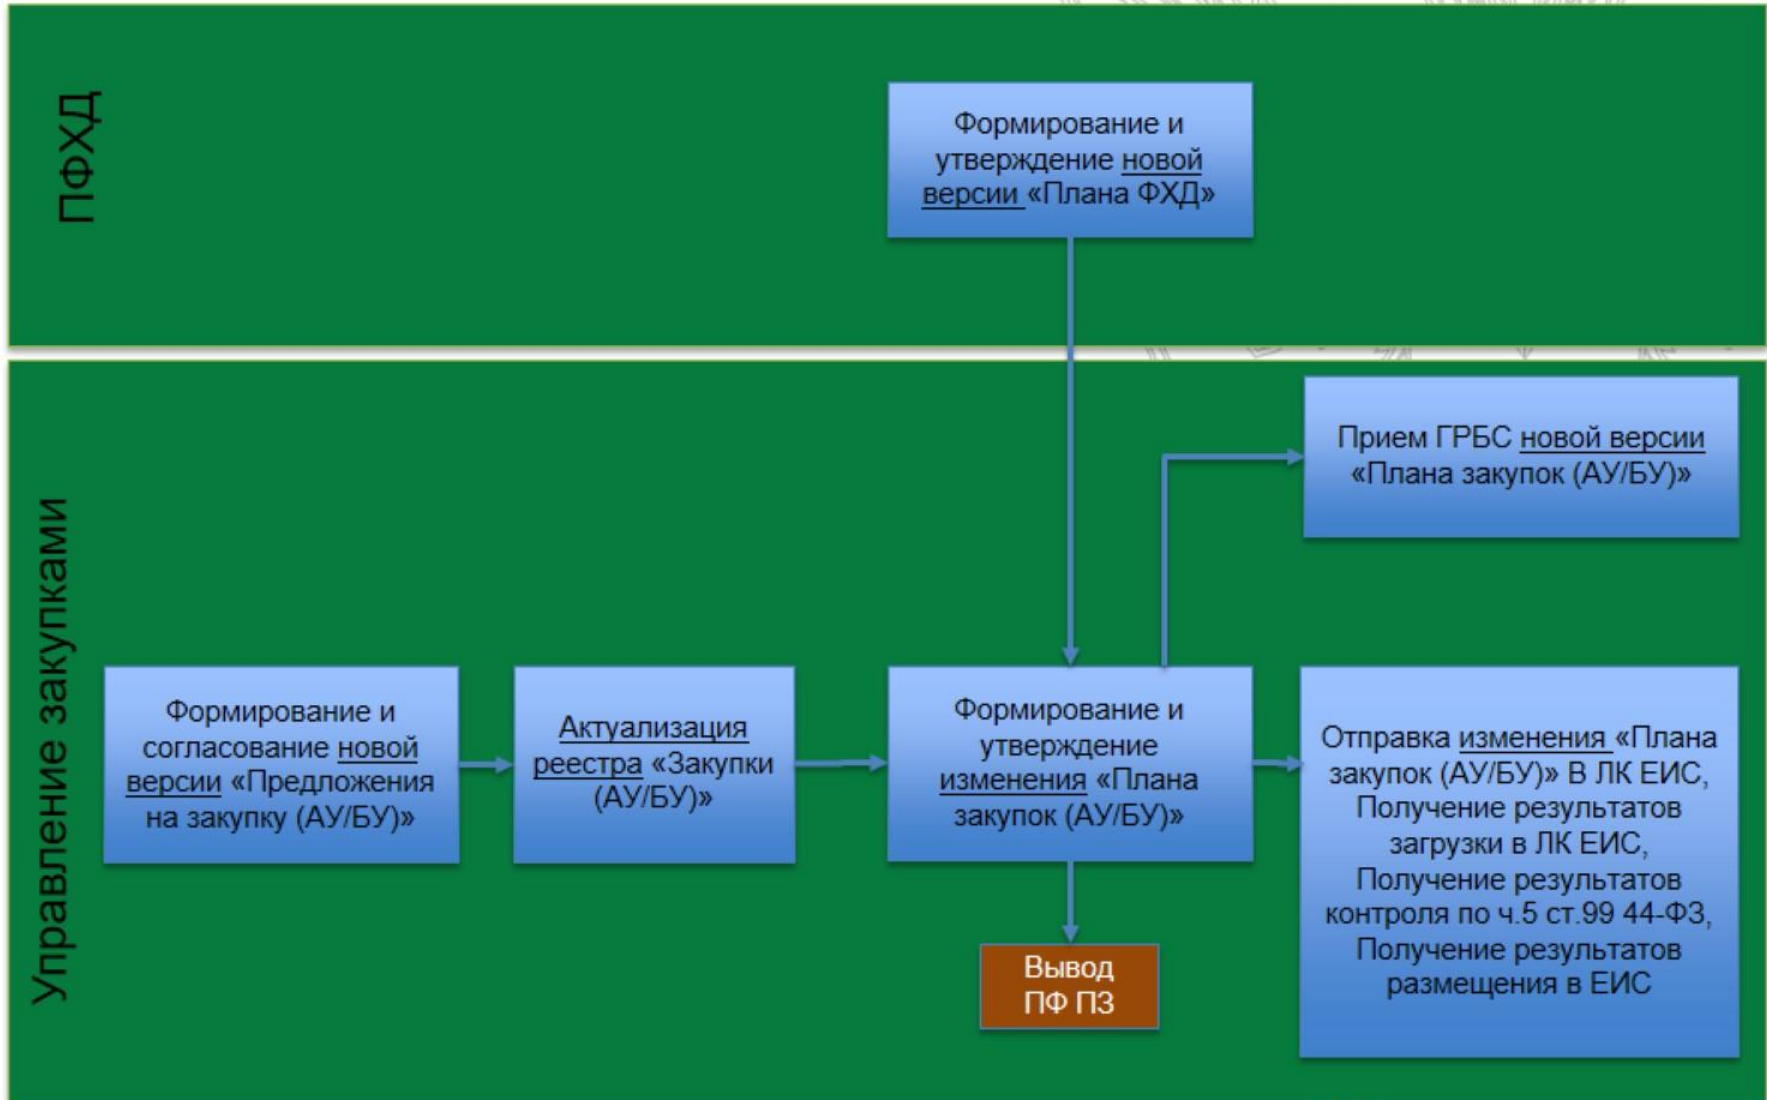 ПФХД
Формирование и
утверждение новой
версии «Плана ФХД»
Управление закупками
Прием ГРБС новой версии
«Плана закупок (АУ/БУ)»
Формирование и
согласование новой
версии «Предложения
на закупку (АУ/БУ)»
Актуализация
реестра «Закупки
(АУ/БУ)»
Формирование и
утверждение
изменения «Плана
закупок (АУ/БУ)»
Отправка изменения «Плана
закупок (АУ/БУ)» В ЛК ЕИС,
Получение результатов
загрузки в ЛК ЕИС,
Получение результатов
контроля по ч.5 ст.99 44-ФЗ,
Получение результатов
размещения в ЕИС
Вывод
ПФ ПЗ